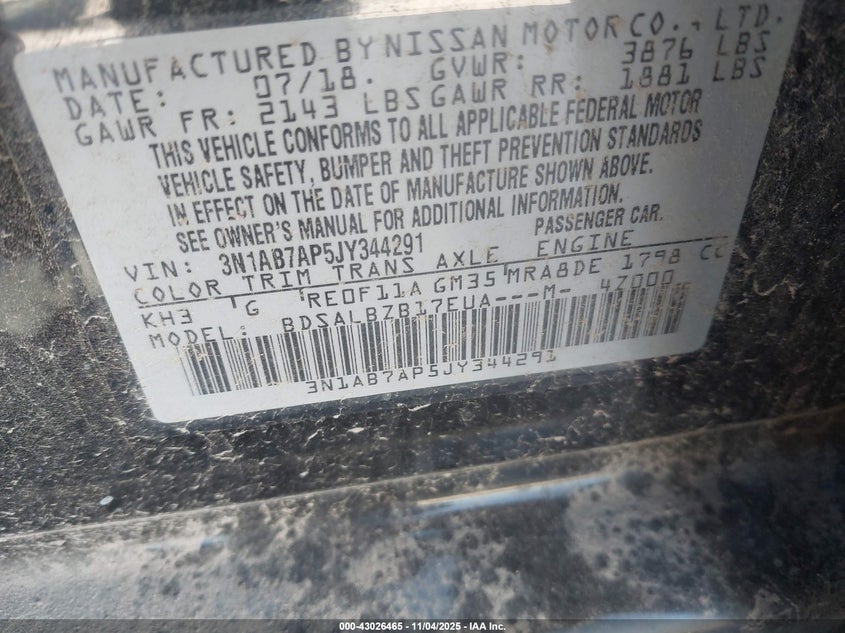 MANUFACTURED BY NISSAN MOTOR CO., LTD.
DATE: 07/18. GVWR: 3876 LBS
GAWR FR: 2143 LBS GAWR RR: 1881 LBS
THIS VEHICLE CONFORMS TO ALL APPLICABLE FEDERAL MOTOR
VEHICLE SAFETY, BUMPER AND THEFT PREVENTION STANDARDS
IN EFFECT ON THE DATE OF MANUFACTURE SHOWN ABOVE.
SEE OWNER'S MANUAL FOR ADDITIONAL INFORMATION.
VIN: 3N1AB7AP5JY344291 PASSENGER CAR.
COLOR TRIM TRANS AXLE ENGINE
KH3 G RE0F11A GM35 MRA8DE 1798 CC
MODEL: BDSALBZB17EUA---M- 47000
3N1AB7AP5JY344291
000-43026465 - 11/04/2025 - IAA Inc.